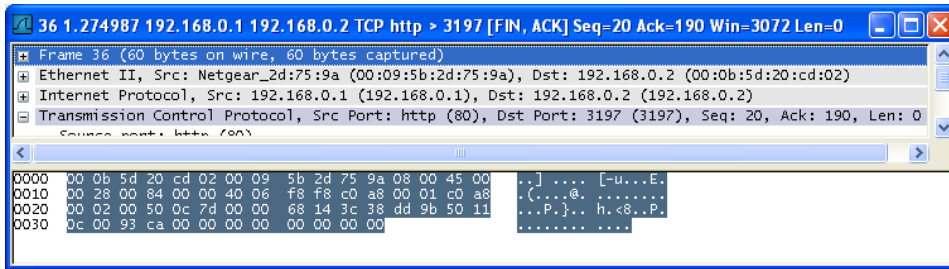 36 1.274987 192.168.0.1 192.168.0.2 TCP http > 3197 [FIN, ACK] Seq=20 Ack=190 Win=3072 Len=0
Frame 36 (60 bytes on wire, 60 bytes captured)
Ethernet II, Src: Netgear_2d:75:9a (00:09:5b:2d:75:9a), Dst: 192.168.0.2 (00:0b:5d:20:cd:02)
Internet Protocol, Src: 192.168.0.1 (192.168.0.1), Dst: 192.168.0.2 (192.168.0.2)
Transmission Control Protocol, Src Port: http (80), Dst Port: 3197 (3197), Seq: 20, Ack: 190, Len: 0
Source port: http (80)
0000 00 0b 5d 20 cd 02 00 09 5b 2d 75 9a 08 00 45 00 ..] .... [-u...E.
0010 00 28 00 84 00 00 40 06 f8 f8 c0 a8 00 01 c0 a8 .(....@. ........
0020 00 02 00 50 0c 7d 00 00 68 14 3c 38 dd 9b 50 11 ...P.}.. h.<8..P.
0030 0c 00 93 ca 00 00 00 00 00 00 00 00 ........ ....